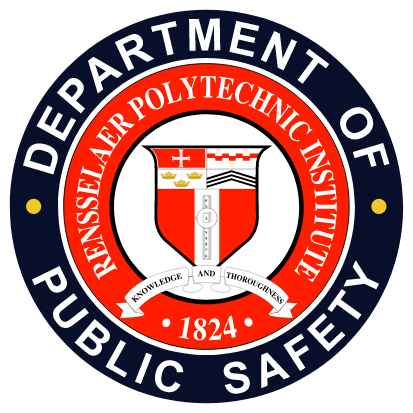 DEPARTMENT OF
PUBLIC SAFETY
RENSSELAER POLYTECHNIC INSTITUTE
• 1824 •
KNOWLEDGE AND THOROUGHNESS